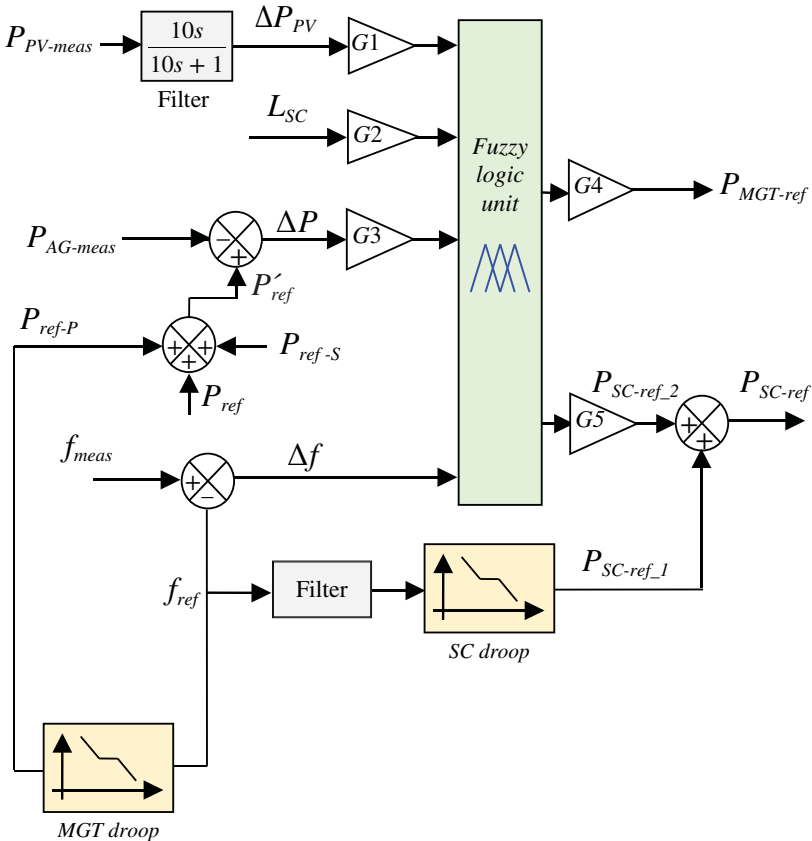 P_PV-meas
10s
10s + 1
Filter
ΔP_PV
G1
L_SC
G2
Fuzzy
logic
unit
G4
P_MGT-ref
P_AG-meas
−
+
ΔP
G3
P′_ref
P_ref-P
+ + +
P_ref-S
P_ref
P_SC-ref_2
P_SC-ref
G5
+
+
f_meas
+
−
Δf
f_ref
Filter
P_SC-ref_1
SC droop
MGT droop